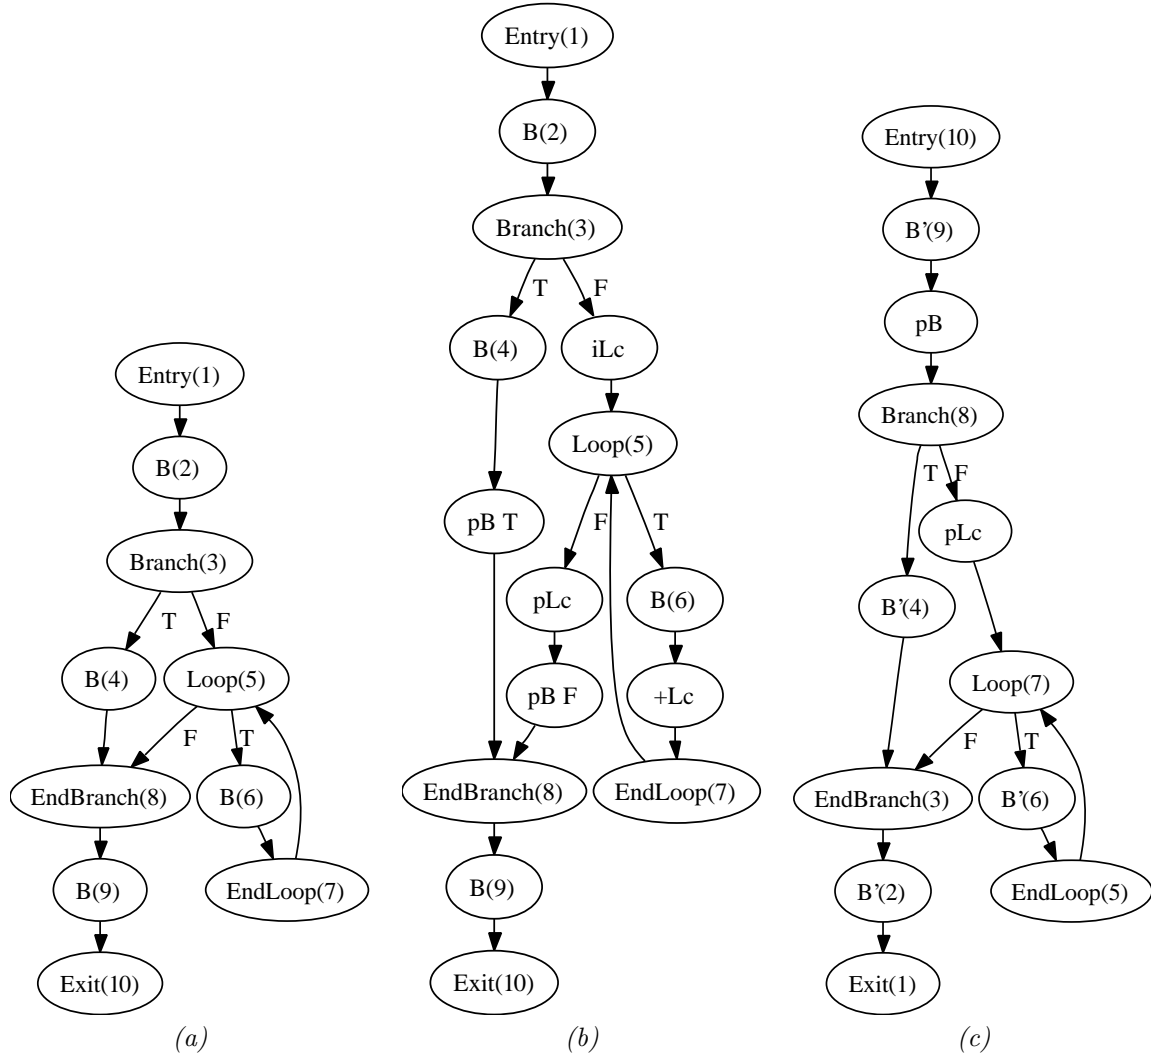 Entry(1)
B(2)
Branch(3)
T
F
B(4)
Loop(5)
F
T
EndBranch(8)
B(6)
B(9)
EndLoop(7)
Exit(10)
(a)
Entry(1)
B(2)
Branch(3)
T
F
B(4)
iLc
Loop(5)
pB T
F
T
pLc
B(6)
pB F
+Lc
EndBranch(8)
EndLoop(7)
B(9)
Exit(10)
(b)
Entry(10)
B'(9)
pB
Branch(8)
T
F
pLc
B'(4)
Loop(7)
F
T
EndBranch(3)
B'(6)
B'(2)
EndLoop(5)
Exit(1)
(c)